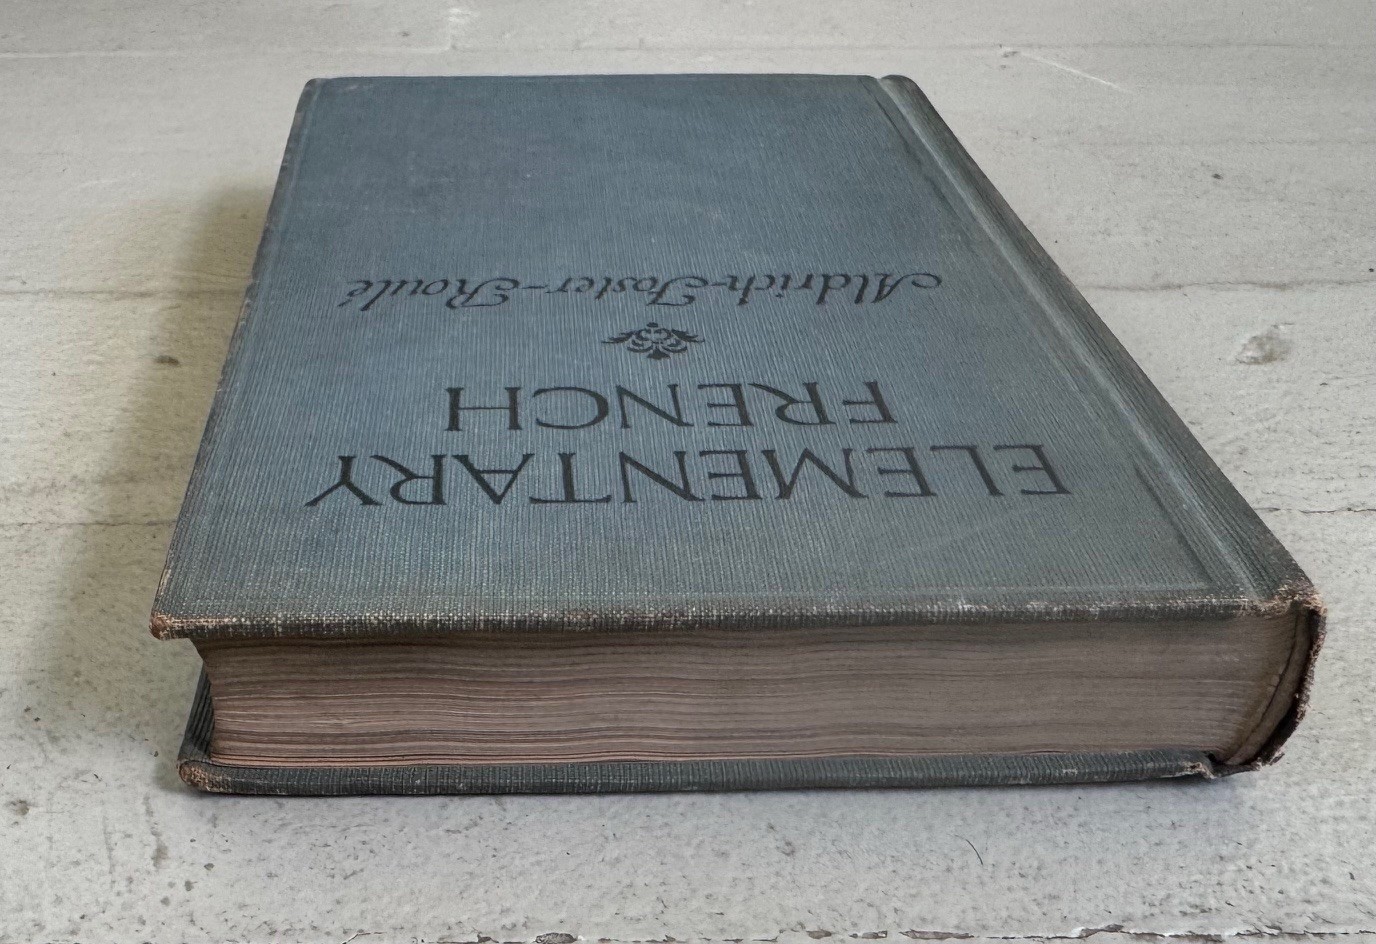 ELEMENTARY
FRENCH
Aldrich-Foster-Roulé